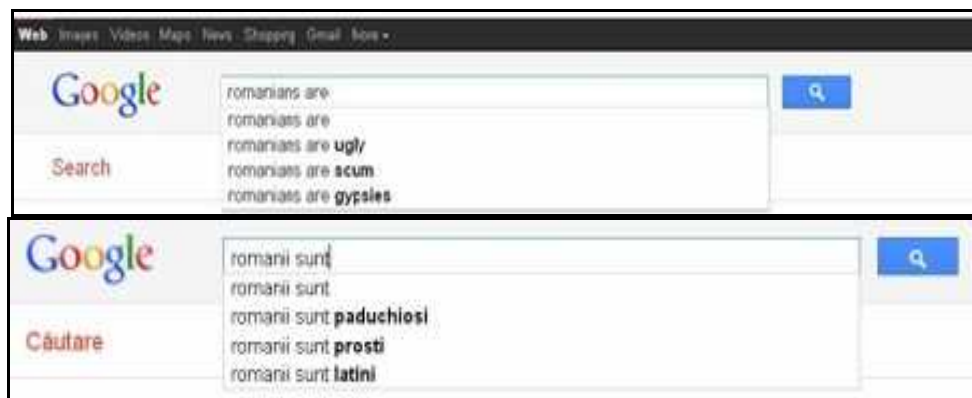 Web Images Videos Maps News Shopping Gmail More
Google
romanians are
romanians are
romanians are ugly
Search
romanians are scum
romanians are gypsies
Google
romanii sunt
romanii sunt
romanii sunt paduchiosi
Căutare
romanii sunt prosti
romanii sunt latini